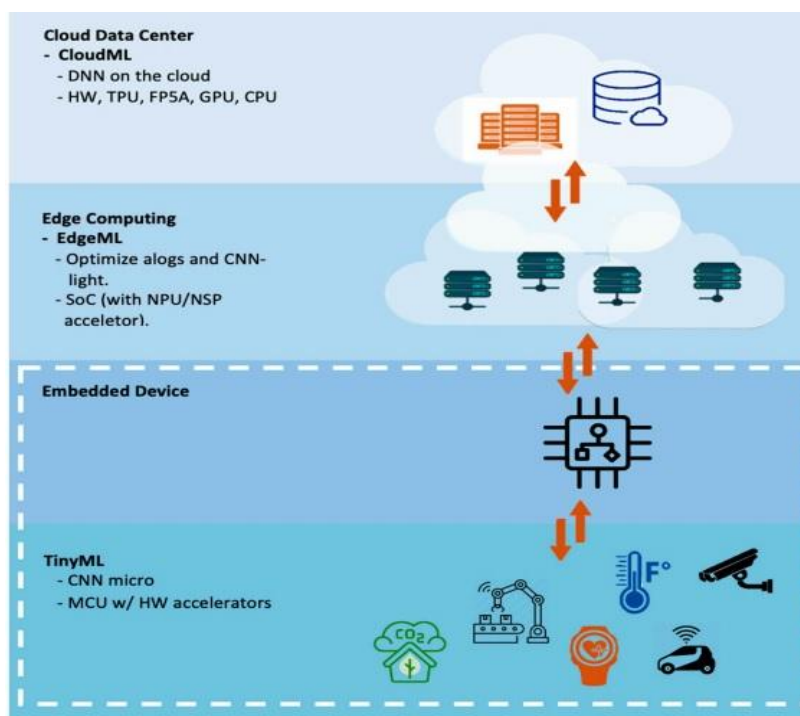 Cloud Data Center
- CloudML
- DNN on the cloud
- HW, TPU, FP5A, GPU, CPU
Edge Computing
- EdgeML
- Optimize alogs and CNN-
light.
- SoC (with NPU/NSP
acceletor).
Embedded Device
TinyML
- CNN micro
- MCU w/ HW accelerators
F°
CO2